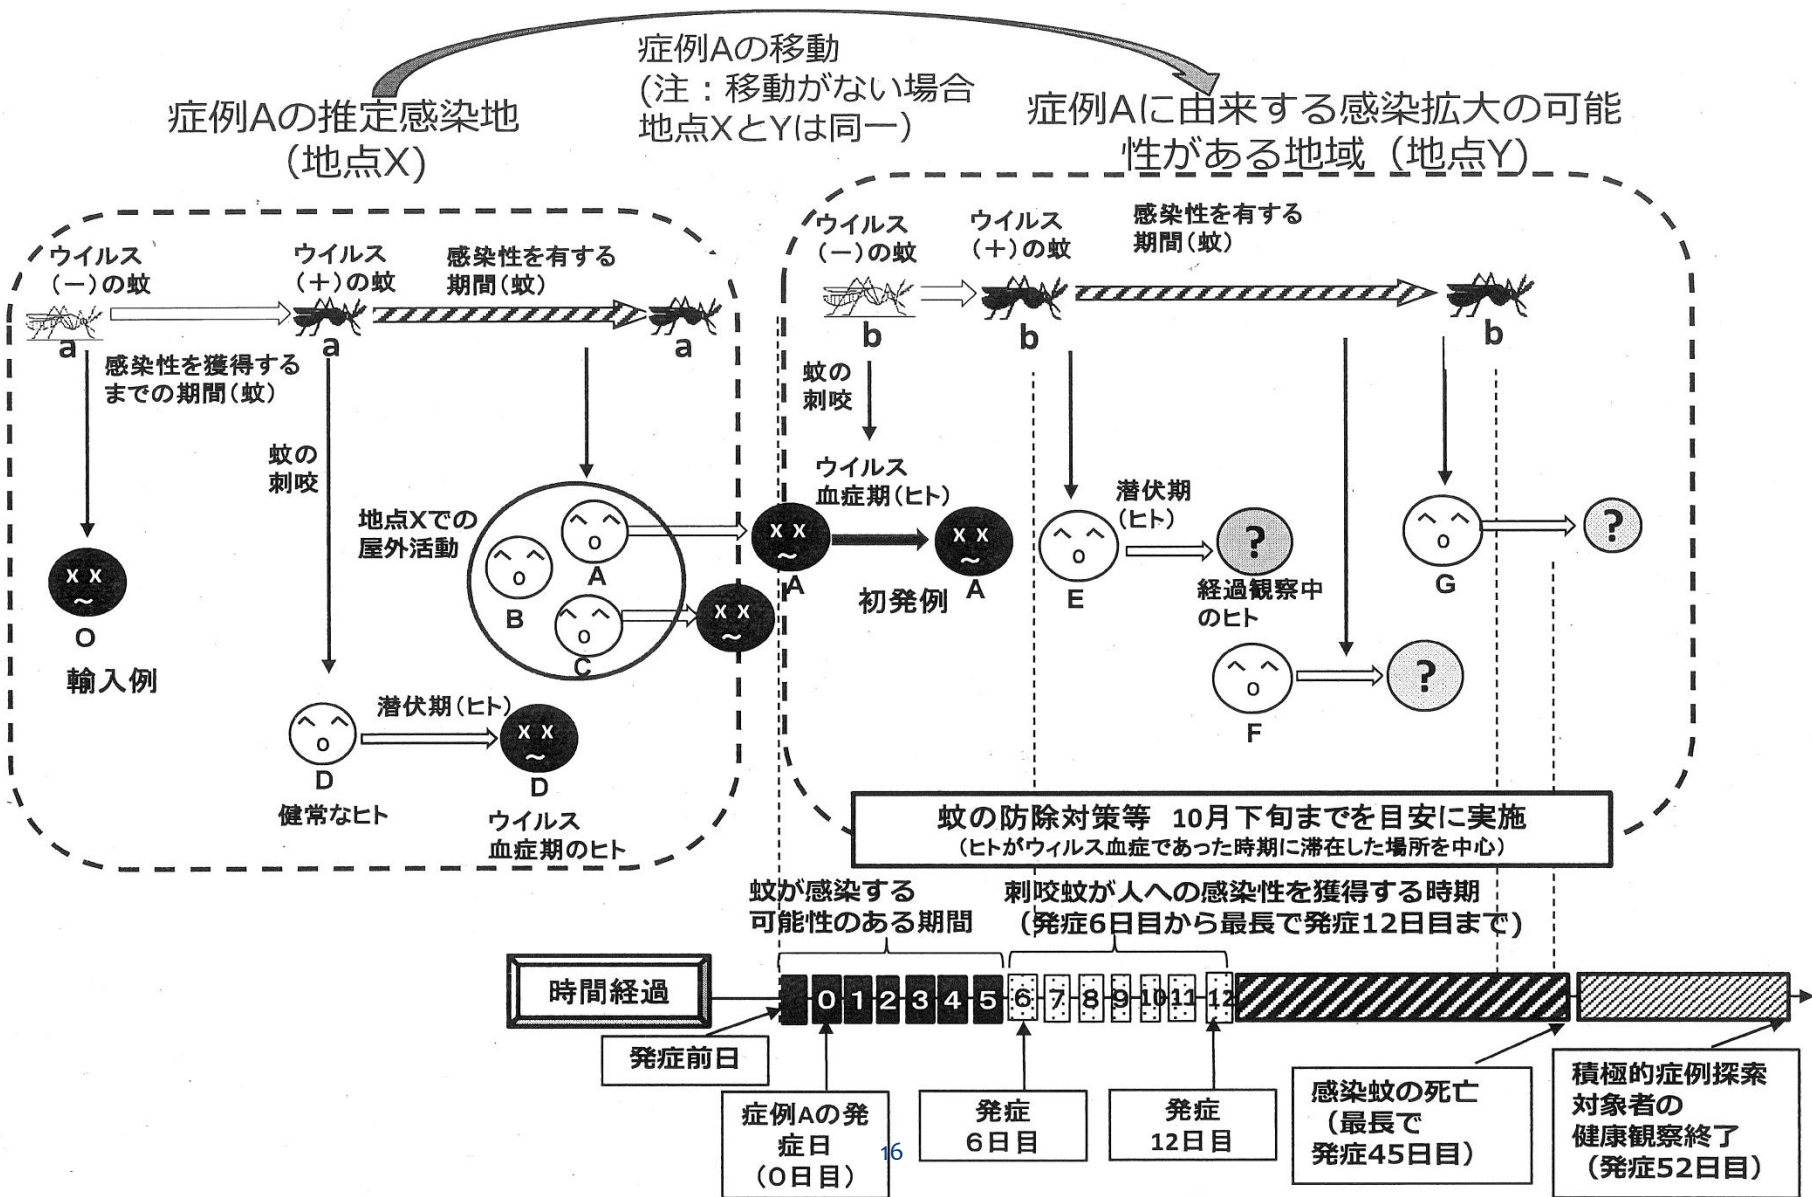 症例Aの移動
(注：移動がない場合
地点XとYは同一)
症例Aの推定感染地
(地点X)
症例Aに由来する感染拡大の可能
性がある地域（地点Y)
ウイルス
(－)の蚊
ウイルス
(＋)の蚊
感染性を有する
期間(蚊)
a
a
a
感染性を獲得する
までの期間(蚊)
蚊の
刺咬
地点Xでの
屋外活動
x x
O
輸入例
A
B
C
x x
潜伏期(ヒト)
D
健常なヒト
x x
D
ウイルス
血症期のヒト
ウイルス
(－)の蚊
ウイルス
(＋)の蚊
感染性を有する
期間(蚊)
b
b
b
蚊の
刺咬
ウイルス
血症期(ヒト)
x x
A
初発例
x x
A
潜伏期
(ヒト)
E
?
経過観察中
のヒト
F
?
G
?
蚊の防除対策等 10月下旬までを目安に実施
(ヒトがウィルス血症であった時期に滞在した場所を中心)
蚊が感染する
可能性のある期間
刺咬蚊が人への感染性を獲得する時期
(発症6日目から最長で発症12日目まで)
時間経過
0 1 2 3 4 5 6 7 8 9 10 11 12
発症前日
症例Aの発
症日
(0日目)
発症
6日目
発症
12日目
感染蚊の死亡
(最長で
発症45日目)
積極的症例探索
対象者の
健康観察終了
(発症52日目)
16